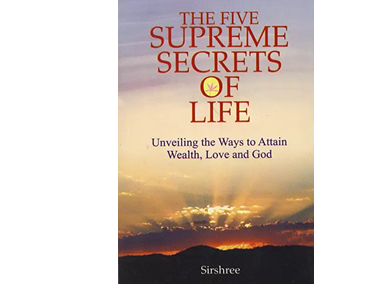 THE FIVE
SUPREME
SECRETS
OF
LIFE
Unveiling the Ways to Attain
Wealth, Love and God
Sirshree